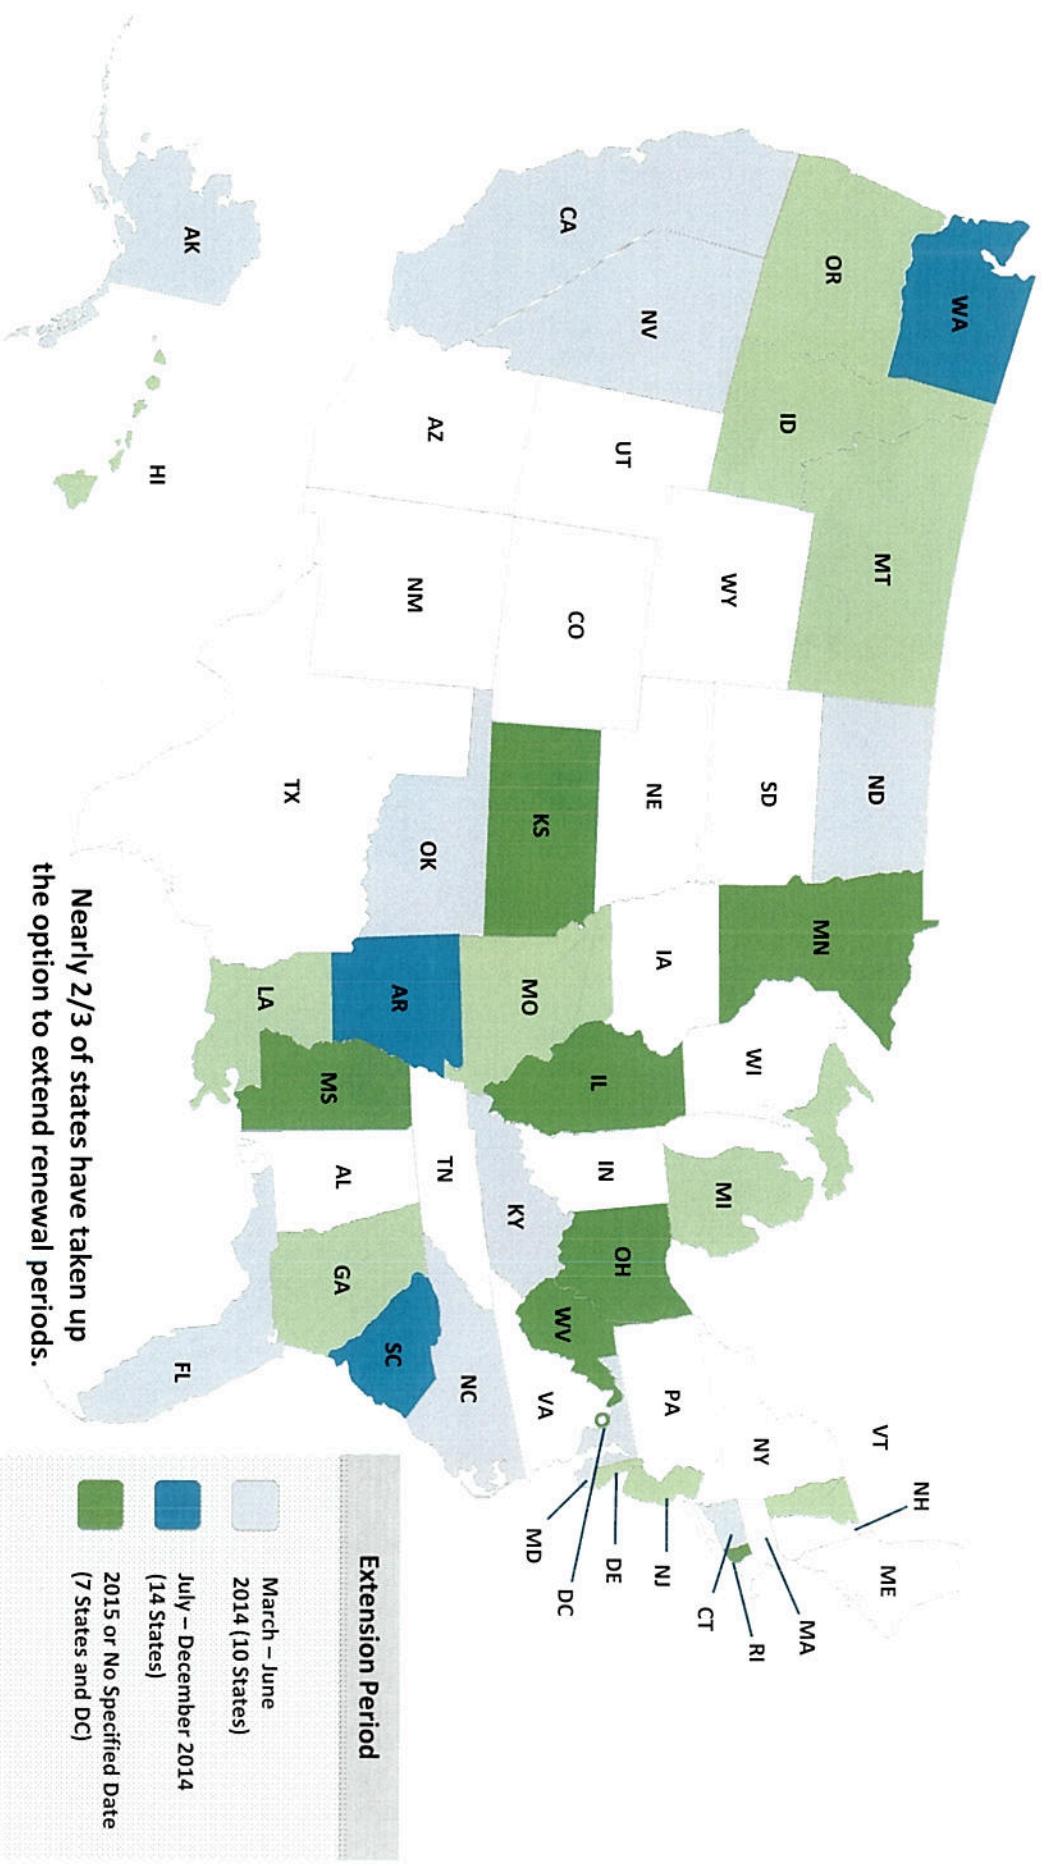 WA
OR
CA
NV
ID
MT
UT
AZ
WY
CO
NM
ND
SD
NE
KS
OK
TX
MN
IA
MO
AR
LA
WI
IL
MS
MI
IN
KY
TN
AL
OH
WV
GA
SC
NC
FL
VA
PA
NY
VT
NH
ME
MA
RI
CT
NJ
DE
DC
MD
AK
HI
Nearly 2/3 of states have taken up
the option to extend renewal periods.
Extension Period
March – June
2014 (10 States)
July – December 2014
(14 States)
2015 or No Specified Date
(7 States and DC)